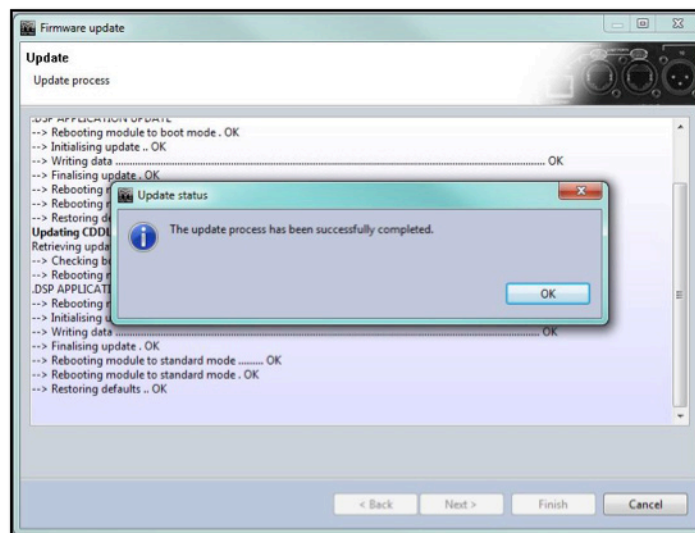 Firmware update
Update
Update process
.DSP APPLICATION UPDATE
--> Rebooting module to boot mode . OK
--> Initialising update .. OK
--> Writing data ........................................................................................................................................ OK
--> Finalising update . OK
--> Rebooting
--> Rebooting
--> Restoring
Update status
The update process has been successfully completed.
OK
Updating CDDL
Retrieving
--> Checking
--> Rebooting
.DSP
--> Rebooting
--> Initialising
--> Writing data ........................................................................................................................................ OK
--> Finalising update . OK
--> Rebooting module to standard mode ......... OK
--> Rebooting module to standard mode . OK
--> Restoring defaults .. OK
< Back
Next >
Finish
Cancel